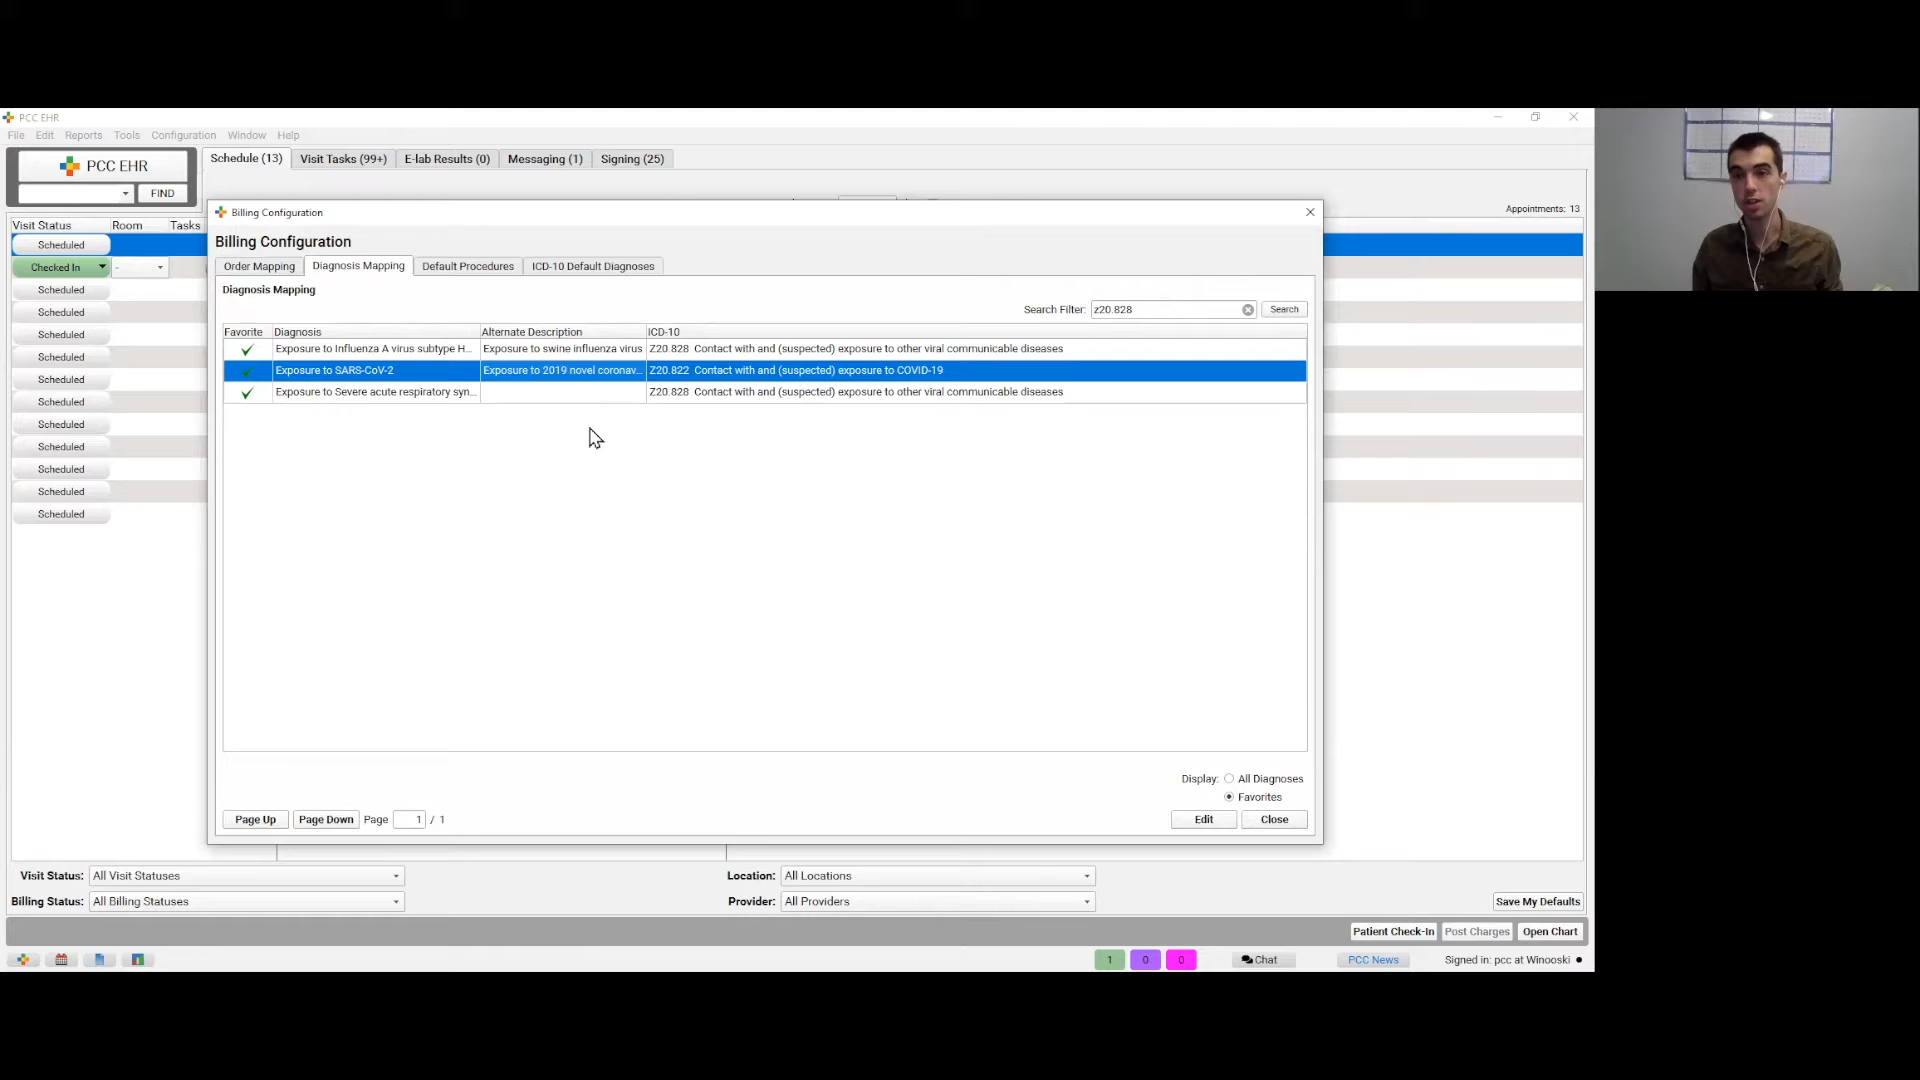 PCC EHR
File Edit Reports Tools Configuration Window Help
PCC EHR
FIND
Schedule (13) Visit Tasks (99+) E-lab Results (0) Messaging (1) Signing (25)
Appointments: 13
Visit Status Room Tasks
Scheduled
Checked In -
Scheduled
Scheduled
Scheduled
Scheduled
Scheduled
Scheduled
Scheduled
Scheduled
Scheduled
Scheduled
Scheduled
Billing Configuration
Billing Configuration
Order Mapping Diagnosis Mapping Default Procedures ICD-10 Default Diagnoses
Diagnosis Mapping
Search Filter: z20.828 Search
Favorite Diagnosis Alternate Description ICD-10
Exposure to Influenza A virus subtype H... Exposure to swine influenza virus Z20.828 Contact with and (suspected) exposure to other viral communicable diseases
Exposure to SARS-CoV-2 Exposure to 2019 novel coronav... Z20.822 Contact with and (suspected) exposure to COVID-19
Exposure to Severe acute respiratory syn... Z20.828 Contact with and (suspected) exposure to other viral communicable diseases
Display: All Diagnoses
Favorites
Page Up Page Down Page 1 / 1 Edit Close
Visit Status: All Visit Statuses Location: All Locations
Billing Status: All Billing Statuses Provider: All Providers Save My Defaults
Patient Check-In Post Charges Open Chart
1 0 0 Chat PCC News Signed in: pcc at Winooski